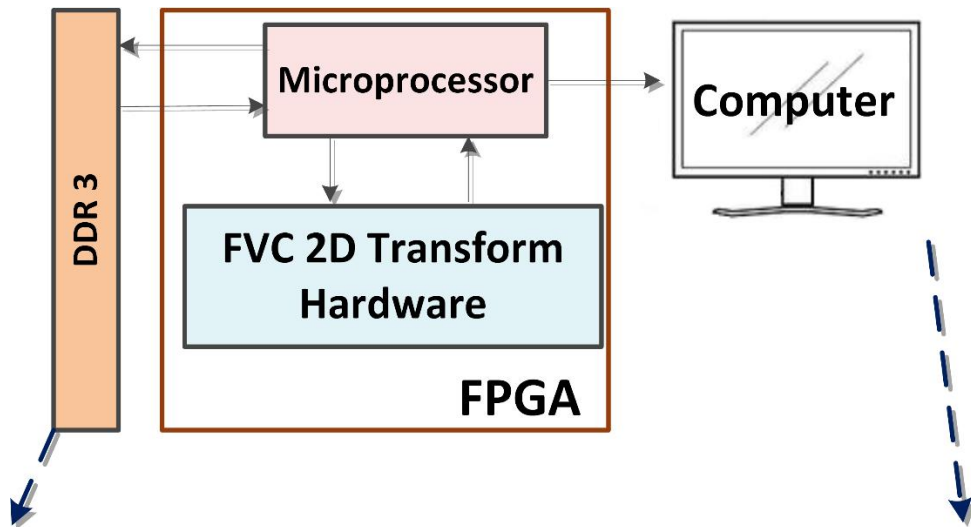 Microprocessor
Computer
DDR 3
FVC 2D Transform
Hardware
FPGA